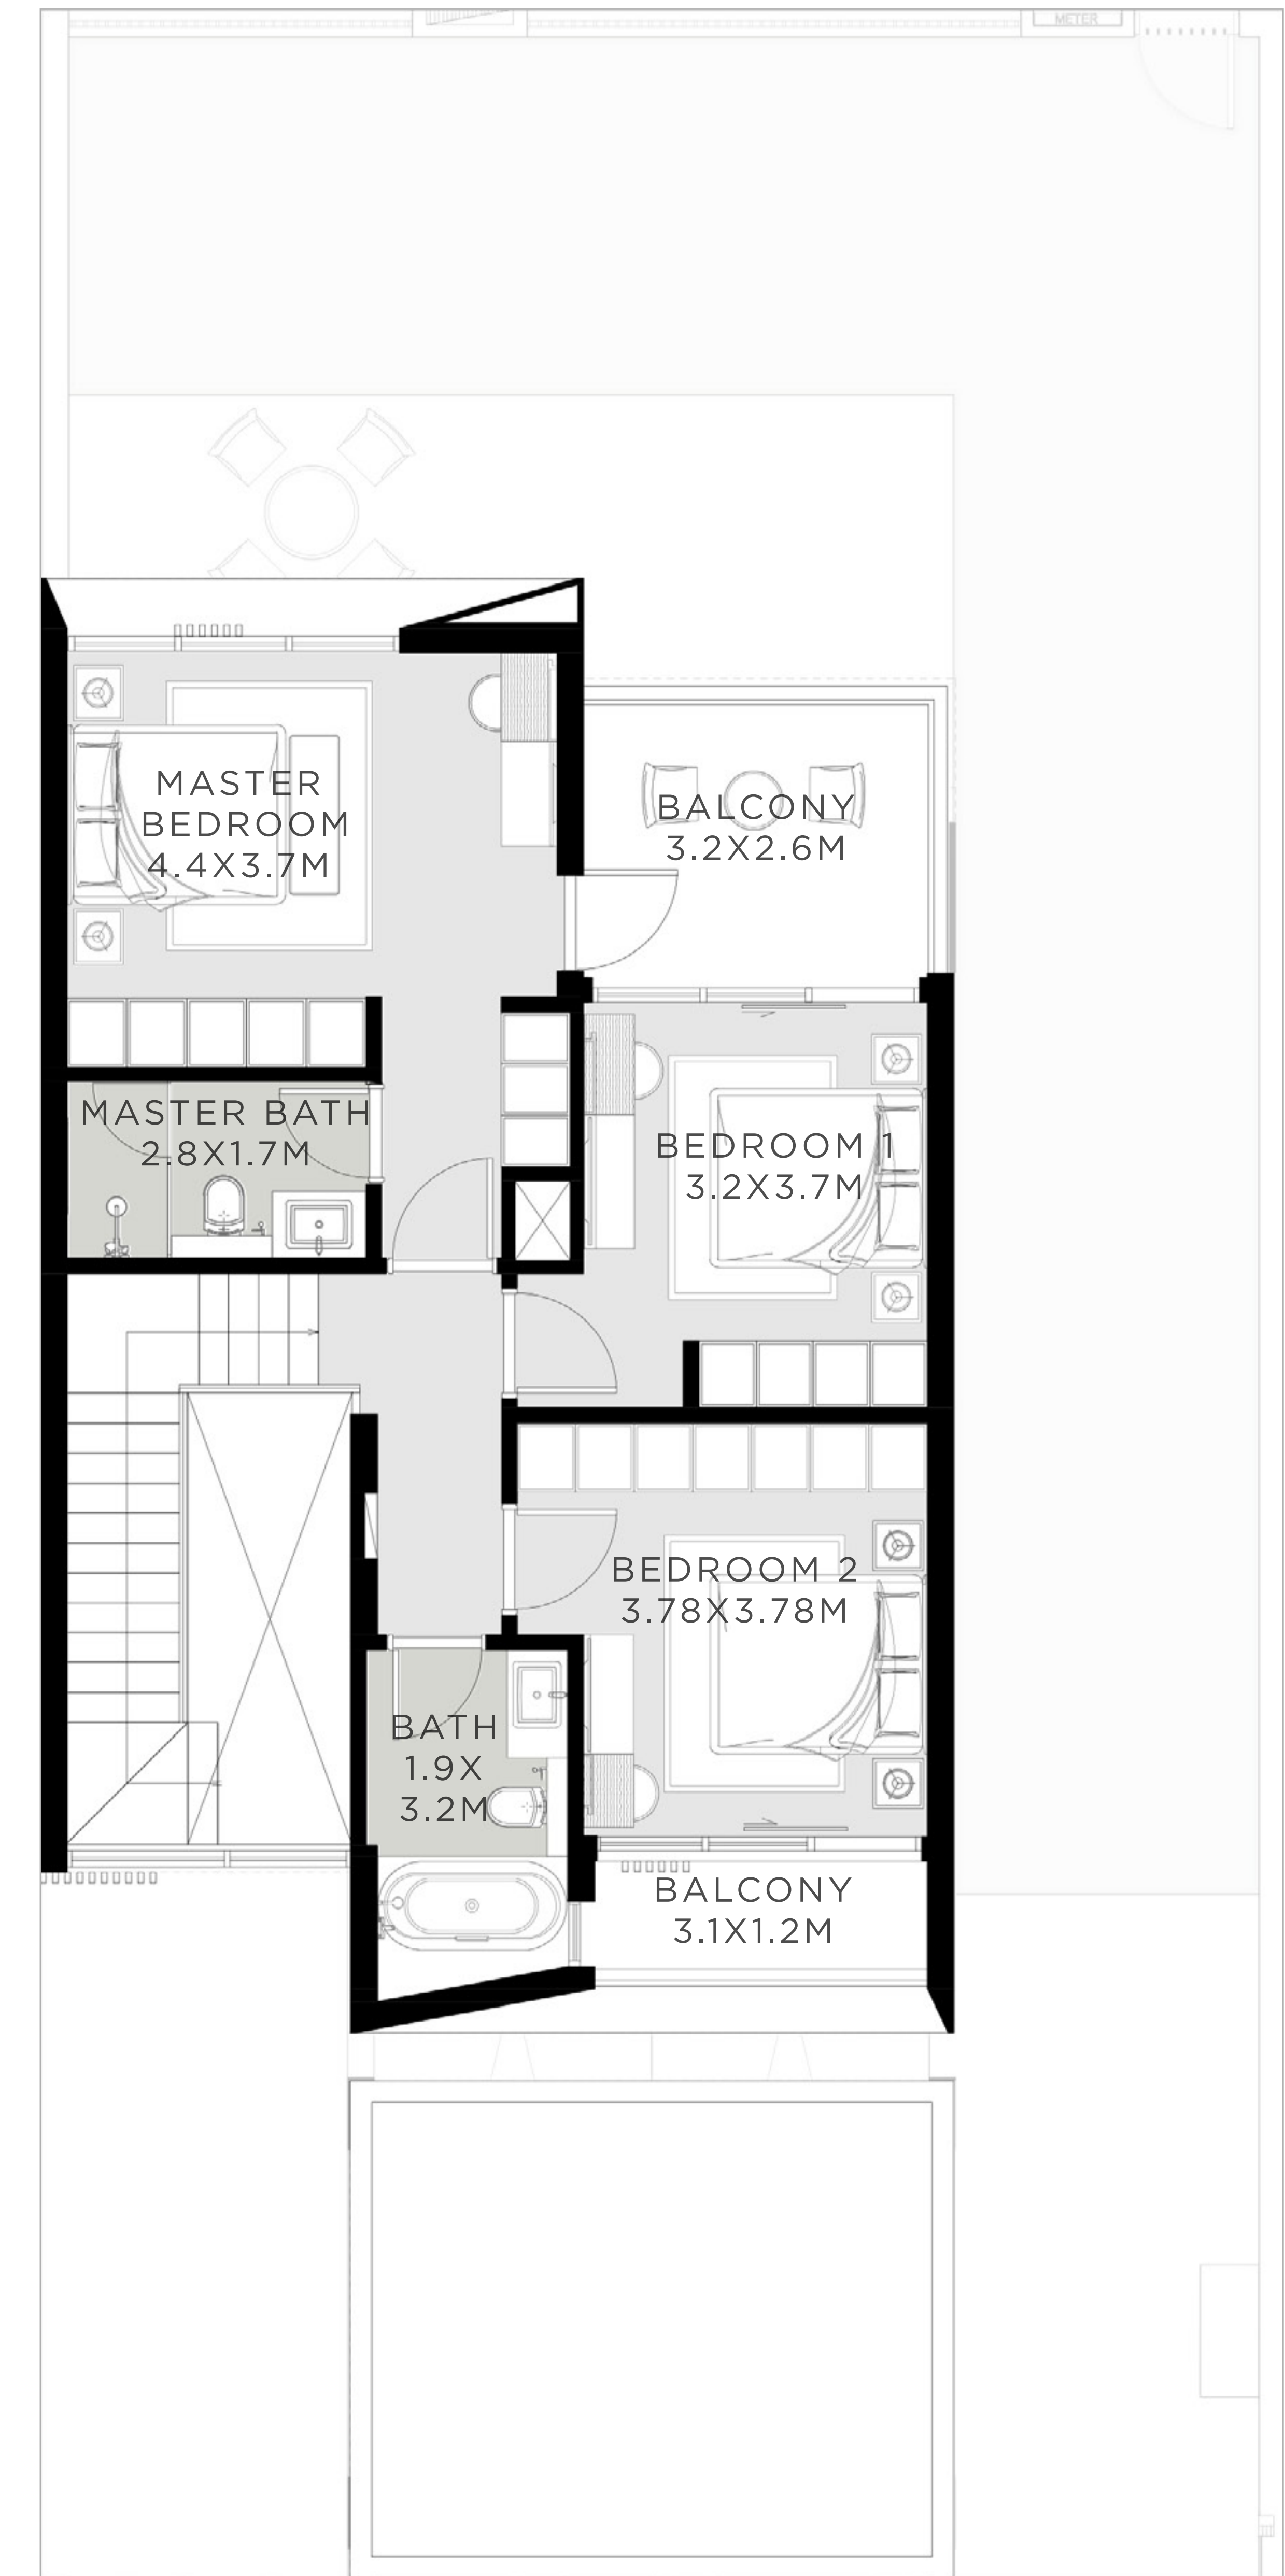 METER
MASTER
BEDROOM
4.4X3.7M
BALCONY
3.2X2.6M
MASTER BATH
2.8X1.7M
BEDROOM 1
3.2X3.7M
BEDROOM 2
3.78X3.78M
BATH
1.9X
3.2M
BALCONY
3.1X1.2M